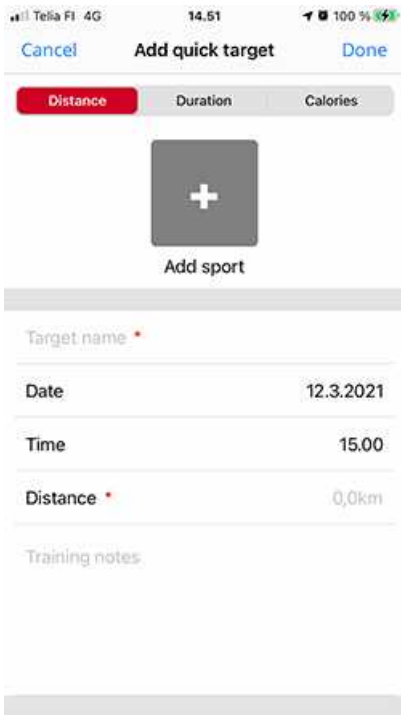 Telia FI 4G 14.51 100 %
Cancel Add quick target Done
Distance Duration Calories
Add sport
Target name *
Date 12.3.2021
Time 15.00
Distance * 0,0km
Training notes